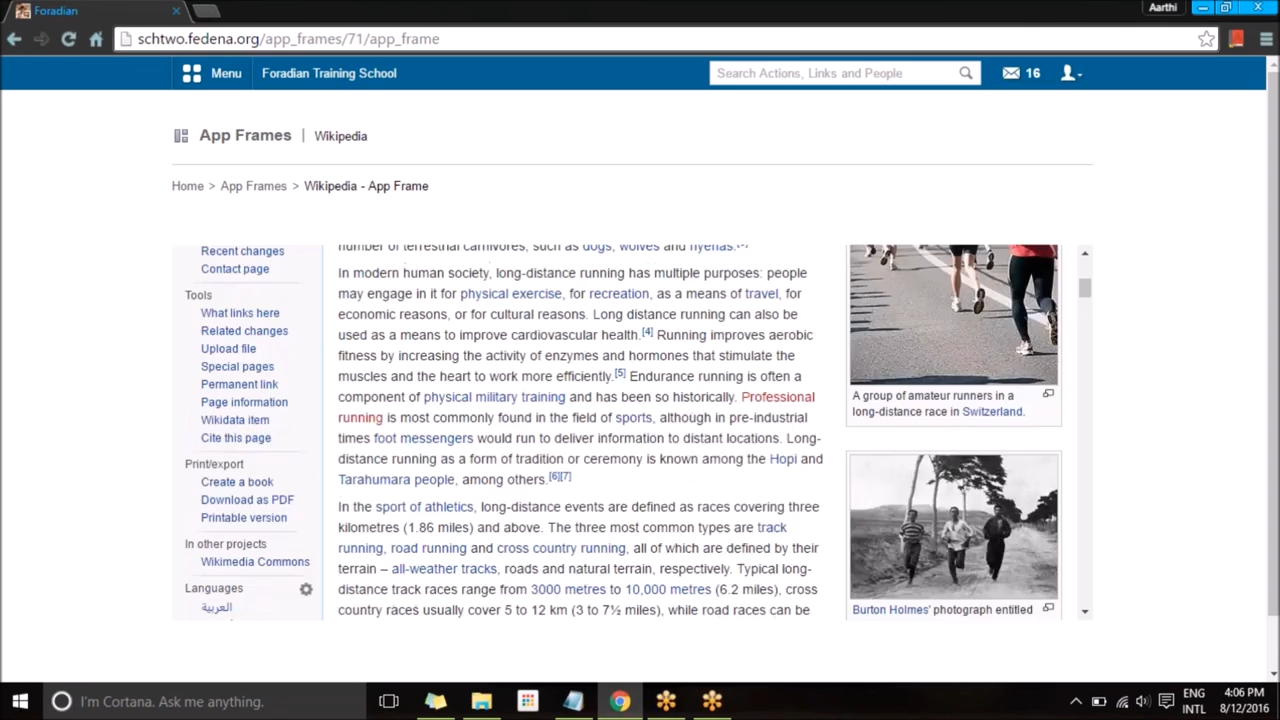 Foradian
Aarthi
schtwo.fedena.org/app_frames/71/app_frame
Menu
Foradian Training School
Search Actions, Links and People
16
App Frames | Wikipedia
Home > App Frames > Wikipedia - App Frame
Recent changes
Contact page
Tools
What links here
Related changes
Upload file
Special pages
Permanent link
Page information
Wikidata item
Cite this page
Print/export
Create a book
Download as PDF
Printable version
In other projects
Wikimedia Commons
Languages
العربية
number of terrestrial carnivores, such as dogs, wolves and hyenas.
In modern human society, long-distance running has multiple purposes: people
may engage in it for physical exercise, for recreation, as a means of travel, for
economic reasons, or for cultural reasons. Long distance running can also be
used as a means to improve cardiovascular health.[4] Running improves aerobic
fitness by increasing the activity of enzymes and hormones that stimulate the
muscles and the heart to work more efficiently.[5] Endurance running is often a
component of physical military training and has been so historically. Professional
running is most commonly found in the field of sports, although in pre-industrial
times foot messengers would run to deliver information to distant locations. Long-
distance running as a form of tradition or ceremony is known among the Hopi and
Tarahumara people, among others.[6][7]
In the sport of athletics, long-distance events are defined as races covering three
kilometres (1.86 miles) and above. The three most common types are track
running, road running and cross country running, all of which are defined by their
terrain – all-weather tracks, roads and natural terrain, respectively. Typical long-
distance track races range from 3000 metres to 10,000 metres (6.2 miles), cross
country races usually cover 5 to 12 km (3 to 7½ miles), while road races can be
A group of amateur runners in a
long-distance race in Switzerland.
Burton Holmes' photograph entitled
I'm Cortana. Ask me anything.
ENG
INTL
4:06 PM
8/12/2016